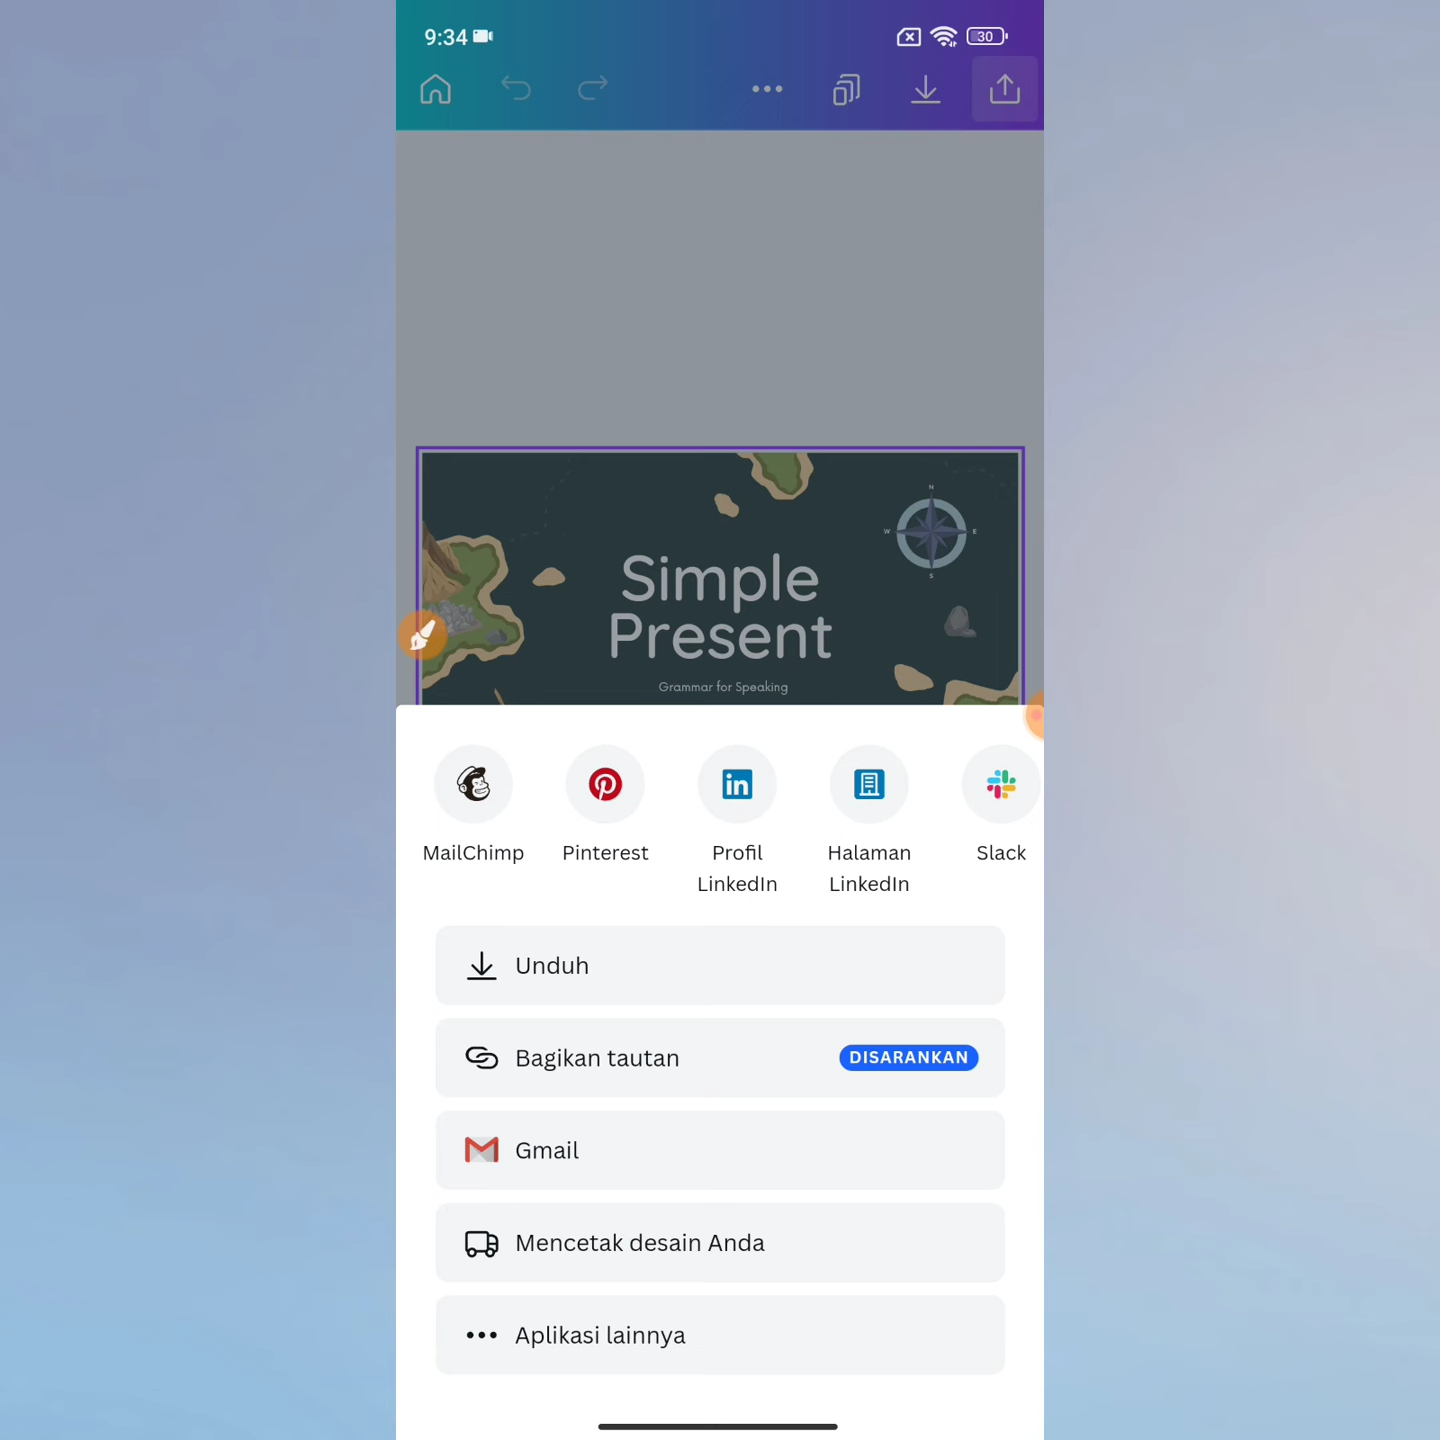 9:34
30
N
W E
S
Simple
Present
Grammar for Speaking
MailChimp
Pinterest
Profil
LinkedIn
Halaman
LinkedIn
Slack
Unduh
Bagikan tautan
DISARANKAN
Gmail
Mencetak desain Anda
Aplikasi lainnya